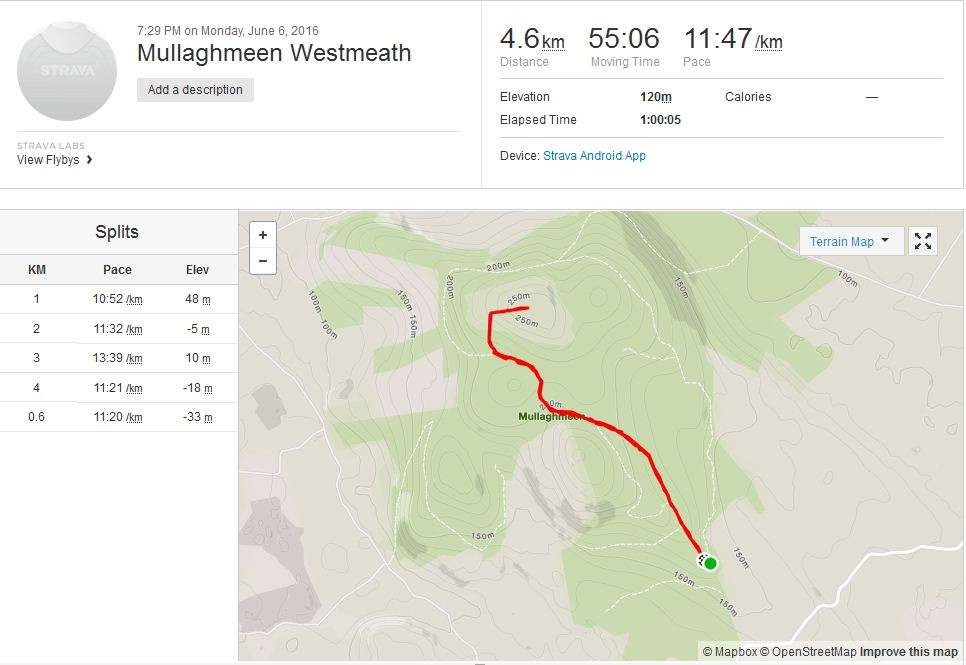 7:29 PM on Monday, June 6, 2016
Mullaghmeen Westmeath
STRAVA
Add a description
STRAVA LABS
View Flybys
4.6km 55:06 11:47/km
Distance Moving Time Pace
Elevation 120m Calories —
Elapsed Time 1:00:05
Device: Strava Android App
Splits
KM Pace Elev
1 10:52 /km 48 m
2 11:32 /km -5 m
3 13:39 /km 10 m
4 11:21 /km -18 m
0.6 11:20 /km -33 m
+
−
Terrain Map
200m
200m
250m
250m
100m
100m
150m
150m
150m
100m
200m
Mullaghmeen
150m
150m
150m
150m
© Mapbox © OpenStreetMap Improve this map